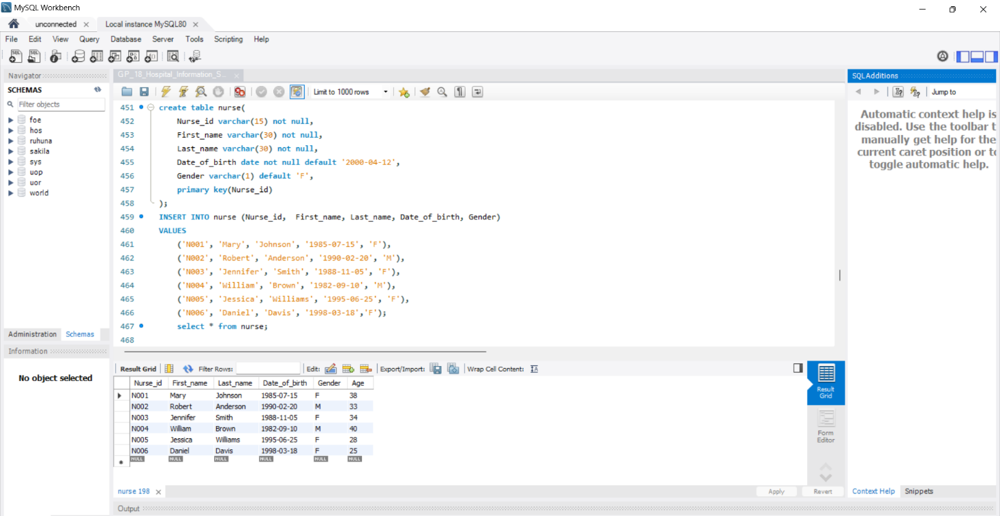 MySQL Workbench
unconnected
Local instance MySQL80
File Edit View Query Database Server Tools Scripting Help
Navigator
SCHEMAS
Filter objects
foe
hos
ruhuna
sakila
sys
uop
uor
world
Administration Schemas
Information
No object selected
GP_18_Hospital_Information_S...
Limit to 1000 rows
451 create table nurse(
452 Nurse_id varchar(15) not null,
453 First_name varchar(30) not null,
454 Last_name varchar(30) not null,
455 Date_of_birth date not null default '2000-04-12',
456 Gender varchar(1) default 'F',
457 primary key(Nurse_id)
458 );
459 INSERT INTO nurse (Nurse_id,  First_name, Last_name, Date_of_birth, Gender)
460 VALUES
461 ('N001', 'Mary', 'Johnson', '1985-07-15', 'F'),
462 ('N002', 'Robert', 'Anderson', '1990-02-20', 'M'),
463 ('N003', 'Jennifer', 'Smith', '1988-11-05', 'F'),
464 ('N004', 'William', 'Brown', '1982-09-10', 'M'),
465 ('N005', 'Jessica', 'Williams', '1995-06-25', 'F'),
466 ('N006', 'Daniel', 'Davis', '1998-03-18','F');
467 select * from nurse;
468
Result Grid Filter Rows: Edit: Export/Import: Wrap Cell Content:
Nurse_id First_name Last_name Date_of_birth Gender Age
N001 Mary Johnson 1985-07-15 F 38
N002 Robert Anderson 1990-02-20 M 33
N003 Jennifer Smith 1988-11-05 F 34
N004 William Brown 1982-09-10 M 40
N005 Jessica Williams 1995-06-25 F 28
N006 Daniel Davis 1998-03-18 F 25
NULL NULL NULL NULL NULL NULL
Result
Grid
Form
Editor
nurse 198
Apply Revert
Output
SQLAdditions
Jump to
Automatic context help is
disabled. Use the toolbar t
manually get help for the
current caret position or to
toggle automatic help.
Context Help Snippets